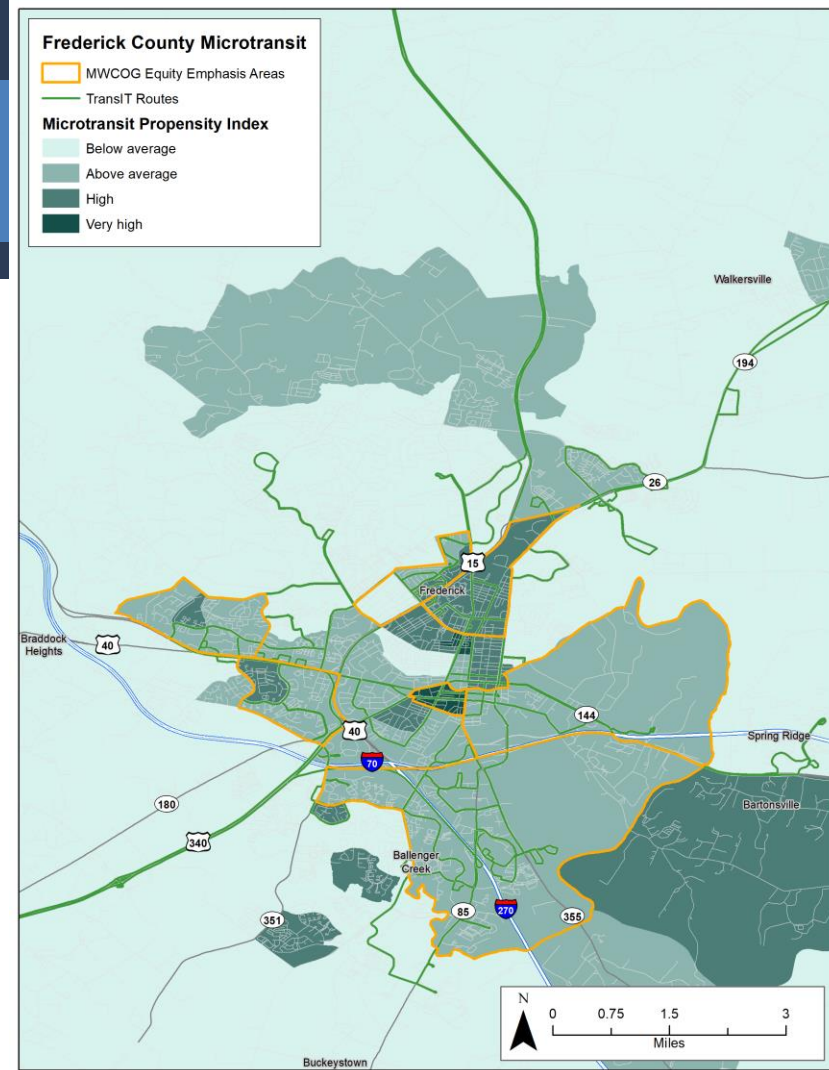 Frederick County Microtransit
MWCOG Equity Emphasis Areas
TransIT Routes
Microtransit Propensity Index
Below average
Above average
High
Very high
Walkersville
194
26
15
Frederick
Braddock
Heights
40
144
40
Spring Ridge
70
180
Bartonsville
340
Ballenger
Creek
85
270
355
351
N
0 0.75 1.5 3
Miles
Buckeystown